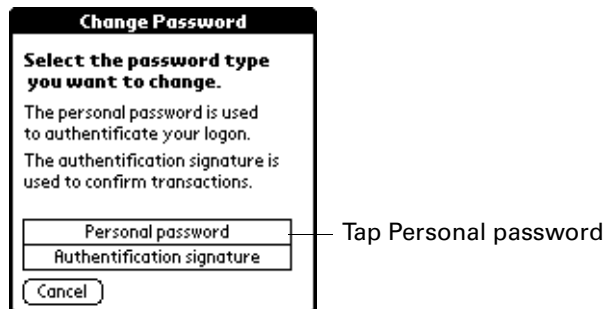 Change Password
Select the password type
you want to change.
The personal password is used
to authentificate your logon.
The authentification signature is
used to confirm transactions.
Personal password
Tap Personal password
Authentification signature
Cancel